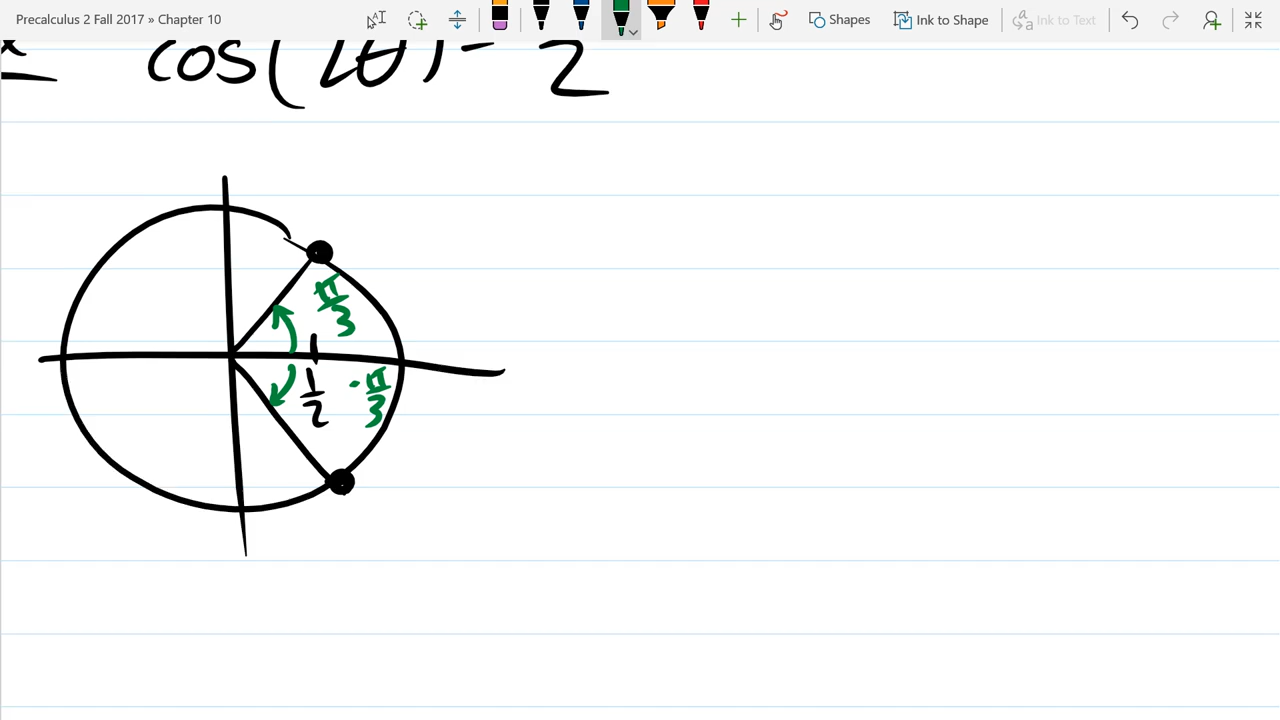 Precalculus 2 Fall 2017 » Chapter 10
Shapes
Ink to Shape
Ink to Text
cos(2θ) = 2
π/3
1/2
-π/3